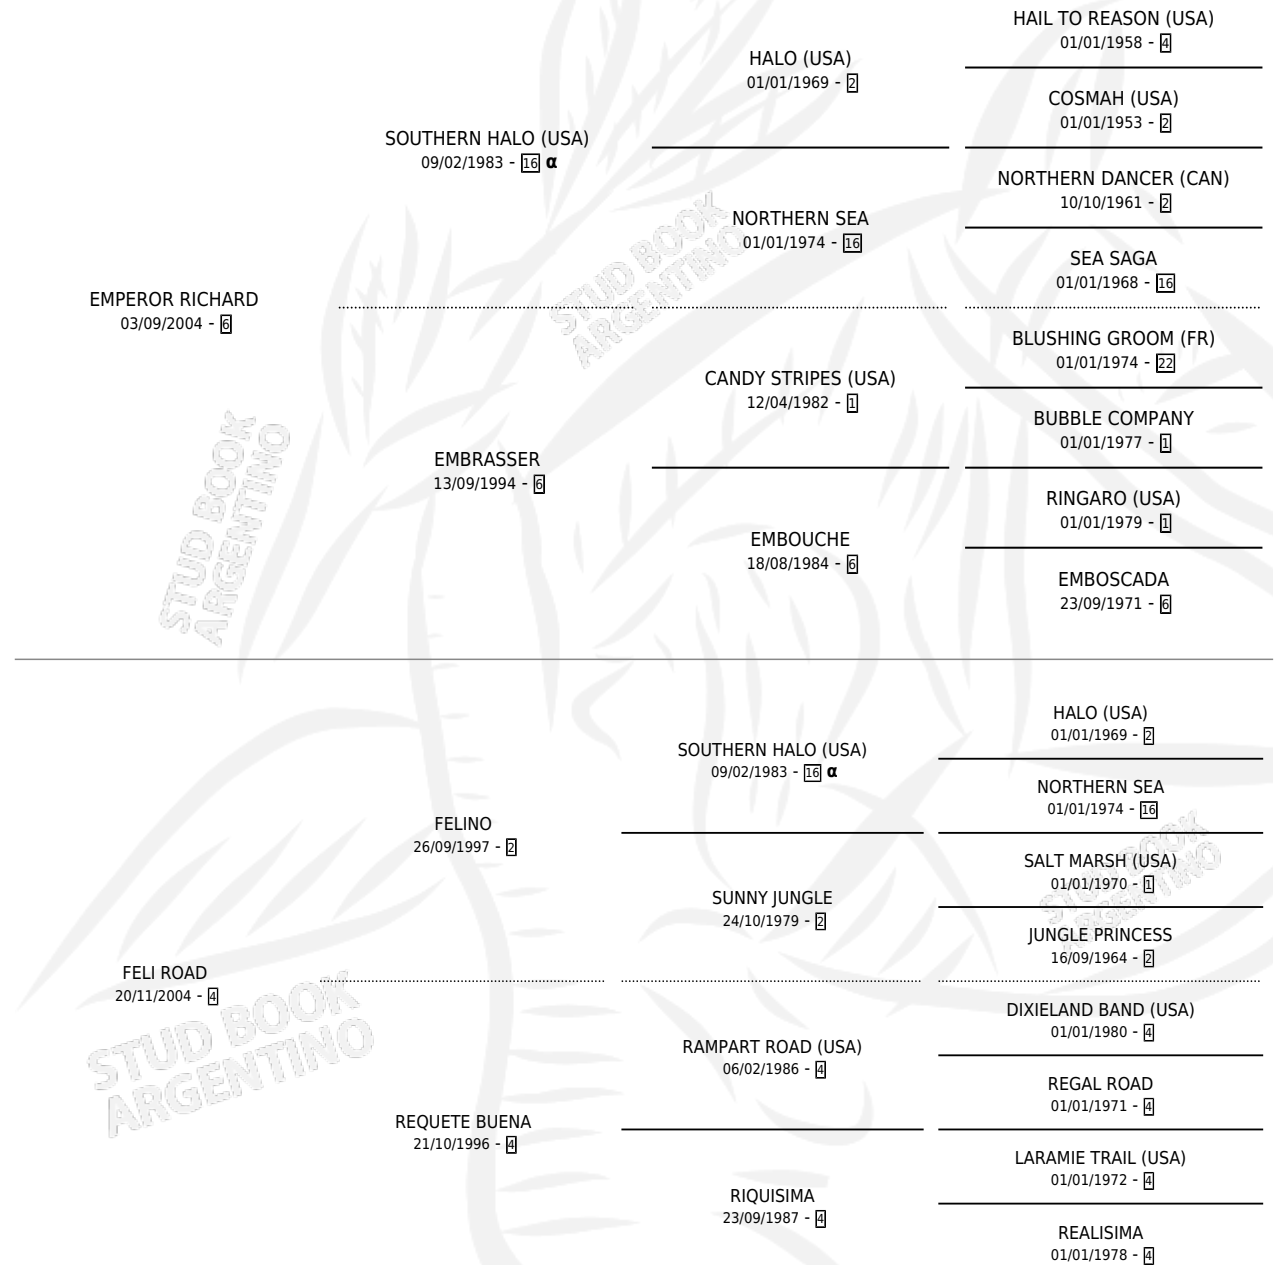 HAIL TO REASON (USA)
01/01/1958 - 4
HALO (USA)
01/01/1969 - 2
COSMAH (USA)
01/01/1953 - 2
SOUTHERN HALO (USA)
09/02/1983 - 16 α
NORTHERN DANCER (CAN)
10/10/1961 - 2
NORTHERN SEA
01/01/1974 - 16
SEA SAGA
01/01/1968 - 16
STUD BOOK
ARGENTINO
EMPEROR RICHARD
03/09/2004 - 6
BLUSHING GROOM (FR)
01/01/1974 - 22
CANDY STRIPES (USA)
12/04/1982 - 1
BUBBLE COMPANY
01/01/1977 - 1
EMBRASSER
13/09/1994 - 6
RINGARO (USA)
01/01/1979 - 1
EMBOUCHE
18/08/1984 - 6
EMBOSCADA
23/09/1971 - 6
STUD BOOK
ARGENTINO
HALO (USA)
01/01/1969 - 2
SOUTHERN HALO (USA)
09/02/1983 - 16 α
NORTHERN SEA
01/01/1974 - 16
FELINO
26/09/1997 - 2
SALT MARSH (USA)
01/01/1970 - 1
SUNNY JUNGLE
24/10/1979 - 2
JUNGLE PRINCESS
16/09/1964 - 2
STUD BOOK
ARGENTINO
FELI ROAD
20/11/2004 - 4
DIXIELAND BAND (USA)
01/01/1980 - 4
RAMPART ROAD (USA)
06/02/1986 - 4
REGAL ROAD
01/01/1971 - 4
STUD BOOK
ARGENTINO
REQUETE BUENA
21/10/1996 - 4
LARAMIE TRAIL (USA)
01/01/1972 - 4
RIQUISIMA
23/09/1987 - 4
REALISIMA
01/01/1978 - 4